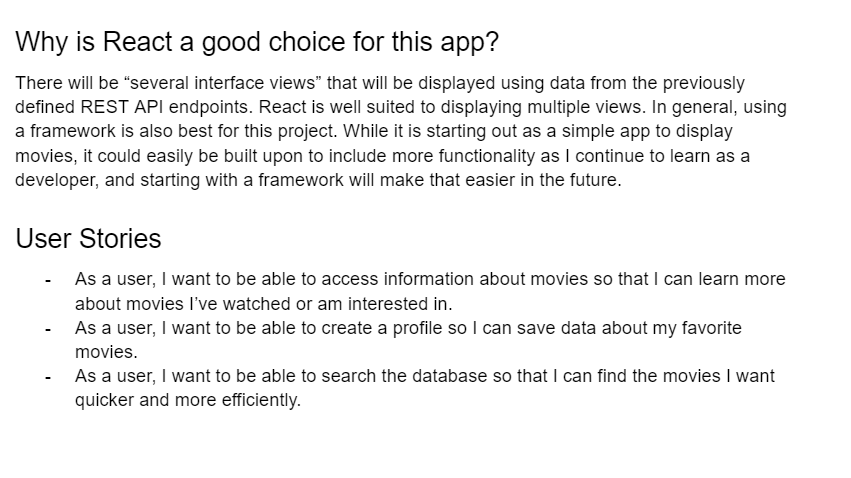 Why is React a good choice for this app?
There will be “several interface views” that will be displayed using data from the previously
defined REST API endpoints. React is well suited to displaying multiple views. In general, using
a framework is also best for this project. While it is starting out as a simple app to display
movies, it could easily be built upon to include more functionality as I continue to learn as a
developer, and starting with a framework will make that easier in the future.
User Stories
- As a user, I want to be able to access information about movies so that I can learn more
about movies I’ve watched or am interested in.
- As a user, I want to be able to create a profile so I can save data about my favorite
movies.
- As a user, I want to be able to search the database so that I can find the movies I want
quicker and more efficiently.